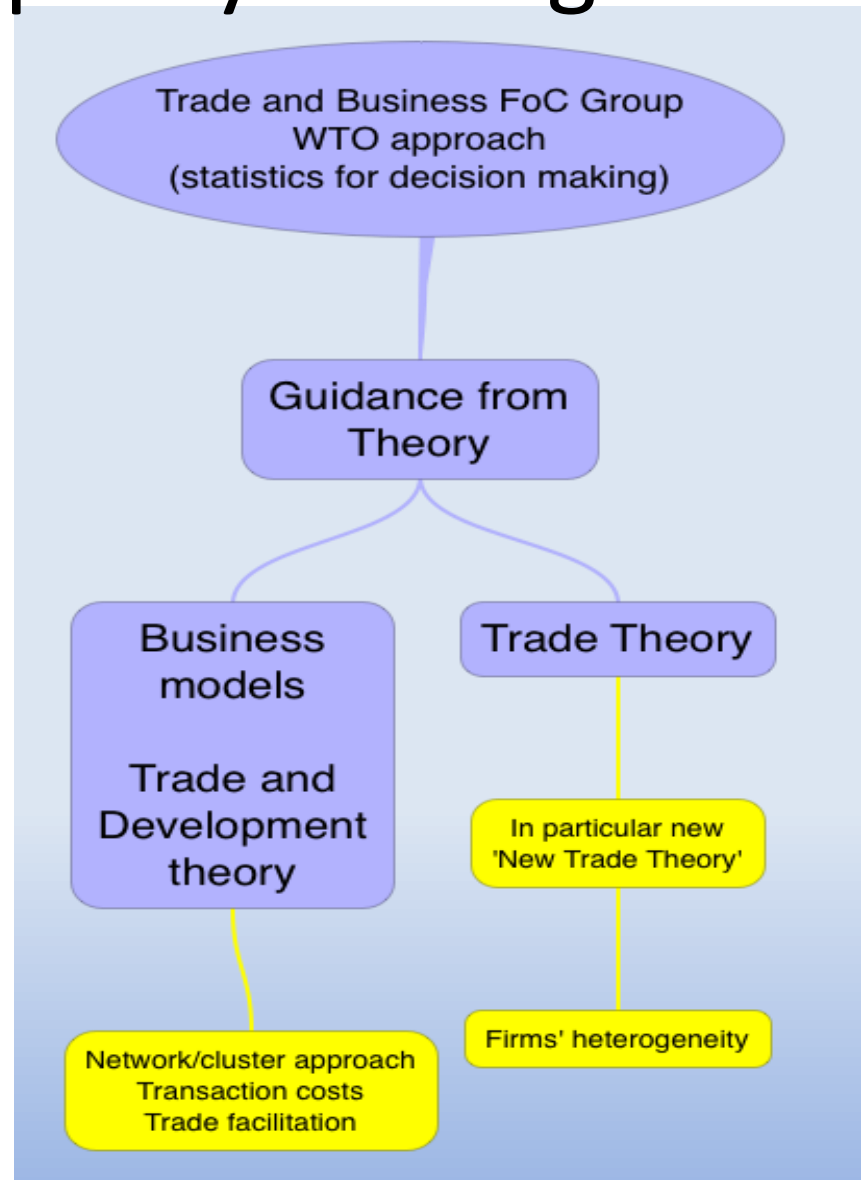 Trade and Business FoC Group
WTO approach
(statistics for decision making)
Guidance from
Theory
Business
models
Trade and
Development
theory
Trade Theory
In particular new
'New Trade Theory'
Firms' heterogeneity
Network/cluster approach
Transaction costs
Trade facilitation